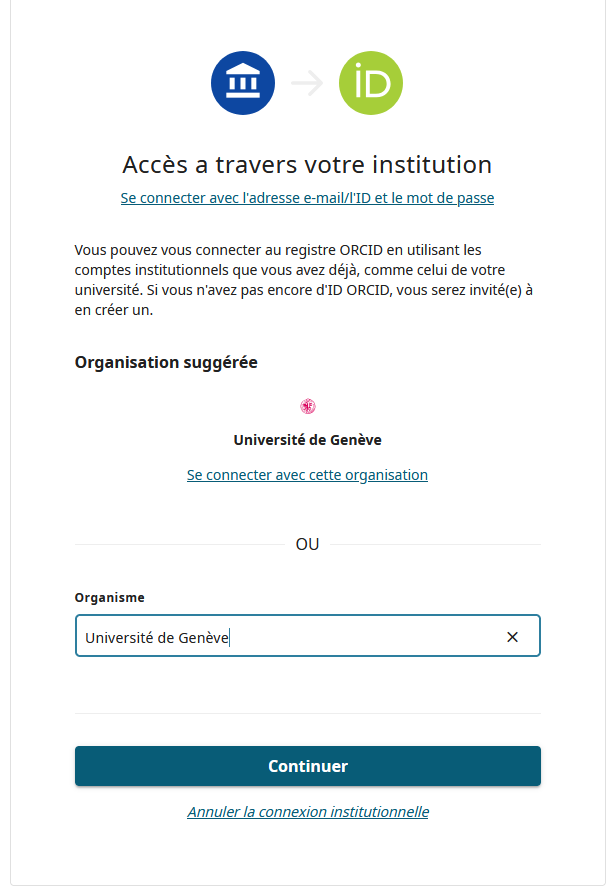 iD
Accès a travers votre institution
Se connecter avec l'adresse e-mail/l'ID et le mot de passe
Vous pouvez vous connecter au registre ORCID en utilisant les
comptes institutionnels que vous avez déjà, comme celui de votre
université. Si vous n'avez pas encore d'ID ORCID, vous serez invité(e) à
en créer un.
Organisation suggérée
Université de Genève
Se connecter avec cette organisation
OU
Organisme
Université de Genève
Continuer
Annuler la connexion institutionnelle